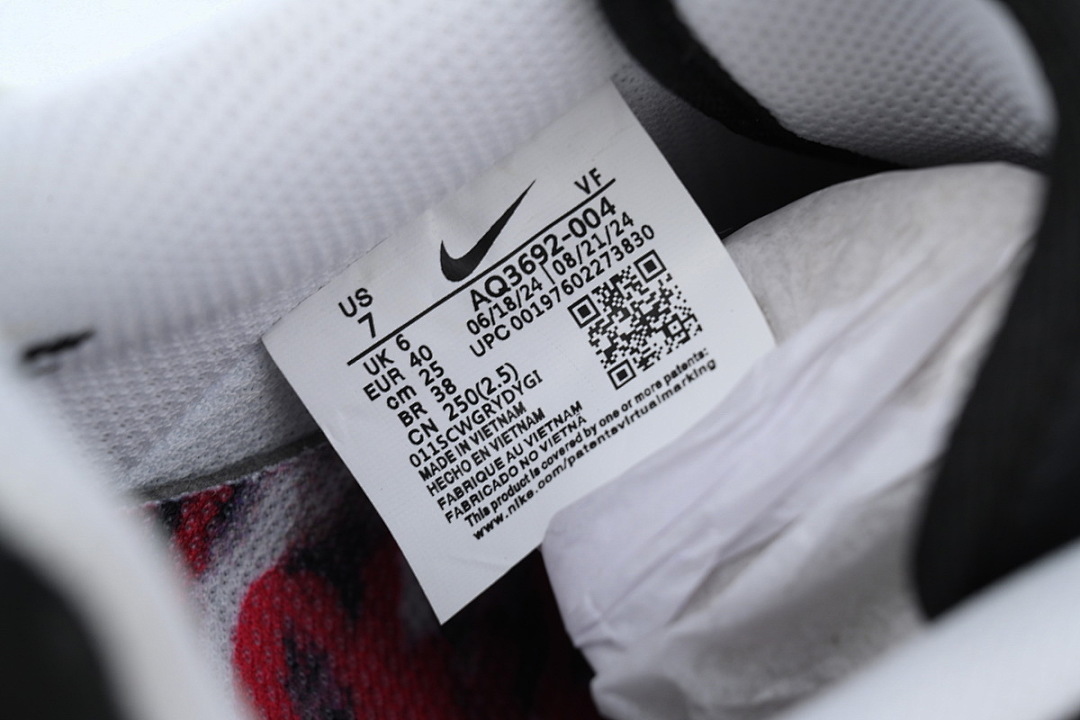 VF
US
7
AQ3692-004
UK 6
06/18/24 08/21/24
EUR 40
UPC 00197602273830
cm 25
BR 38
CN 250(2.5)
011SCWGRYDYGI
MADE IN VIETNAM
HECHO EN VIETNAM
FABRIQUE AU VIETNAM
FABRICADO NO VIETNÃ
This product is covered by one or more patents:
www.nike.com/patentsvirtualmarking